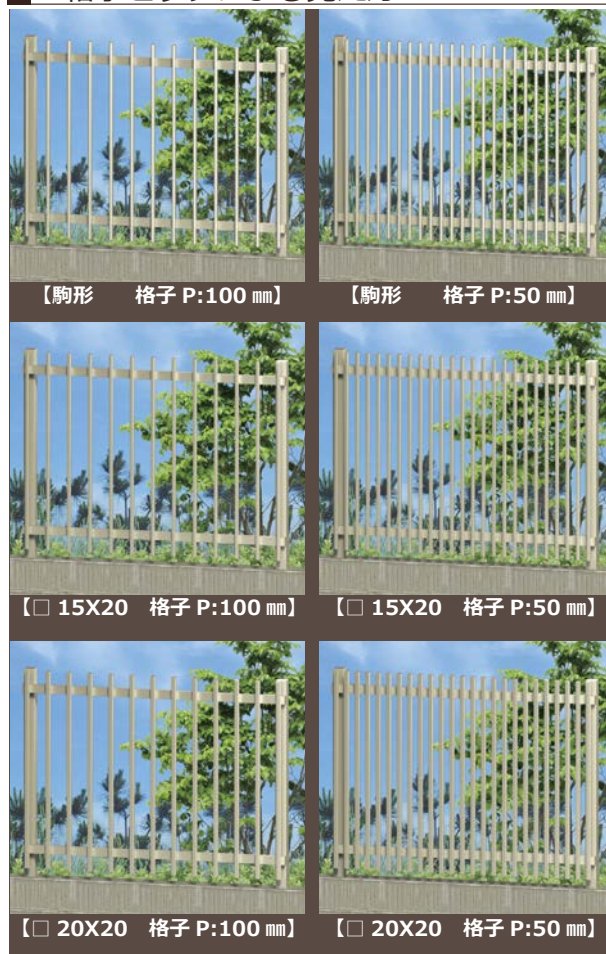 【駒形　　格子 P:100 ㎜】
【駒形　　格子 P:50 ㎜】
【□ 15X20　格子 P:100 ㎜】
【□ 15X20　格子 P:50 ㎜】
【□ 20X20　格子 P:100 ㎜】
【□ 20X20　格子 P:50 ㎜】